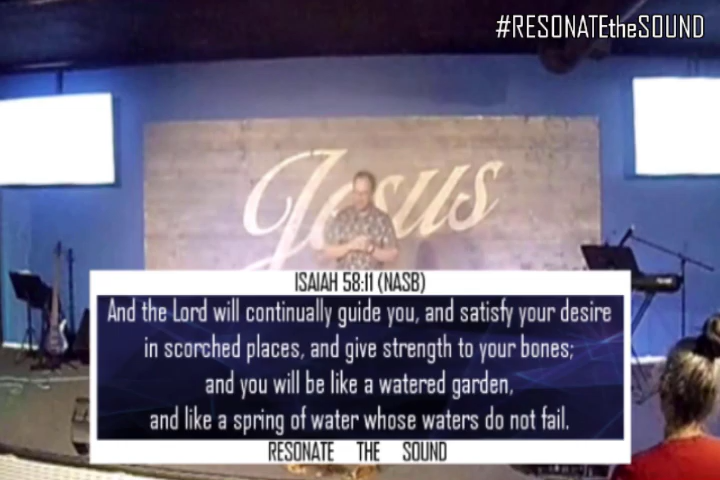 #RESONATEtheSOUND
Jesus
ISAIAH 58:11 (NASB)
And the Lord will continually guide you, and satisfy your desire
in scorched places, and give strength to your bones;
and you will be like a watered garden,
and like a spring of water whose waters do not fail.
RESONATE THE SOUND